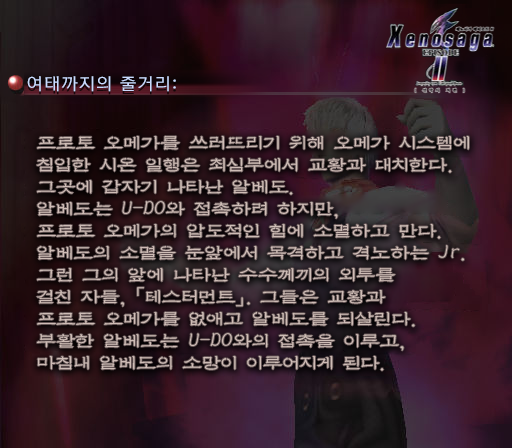 Xenosaga
EPISODE
II
여태까지의 줄거리:
프로토 오메가를 쓰러뜨리기 위해 오메가 시스템에
침입한 시온 일행은 최심부에서 교황과 대치한다.
그곳에 갑자기 나타난 알베도.
알베도는 U-DO와 접촉하려 하지만,
프로토 오메가의 압도적인 힘에 소멸하고 만다.
알베도의 소멸을 눈앞에서 목격하고 격노하는 Jr.
그런 그의 앞에 나타난 수수께끼의 외투를
걸친 자들, 「테스터먼트」. 그들은 교황과
프로토 오메가를 없애고 알베도를 되살린다.
부활한 알베도는 U-DO와의 접촉을 이루고,
마침내 알베도의 소망이 이루어지게 된다.